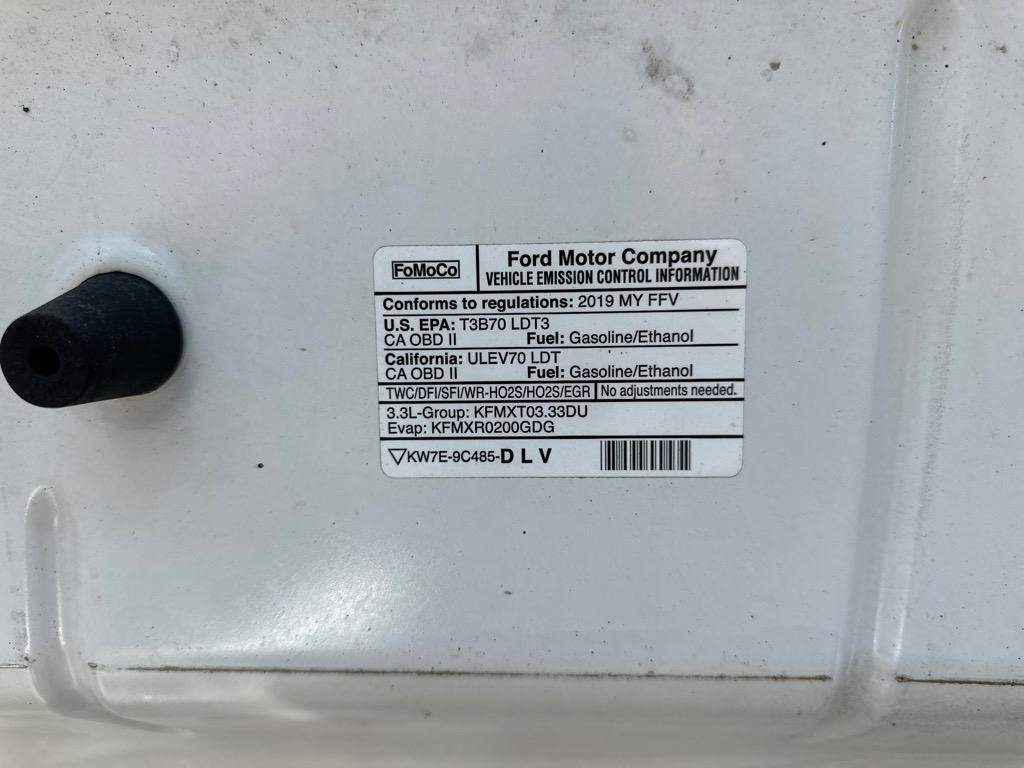 FoMoCo
Ford Motor Company
VEHICLE EMISSION CONTROL INFORMATION
Conforms to regulations: 2019 MY FFV
U.S. EPA: T3B70 LDT3
CA OBD II Fuel: Gasoline/Ethanol
California: ULEV70 LDT
CA OBD II Fuel: Gasoline/Ethanol
TWC/DFI/SFI/WR-HO2S/HO2S/EGR No adjustments needed.
3.3L-Group: KFMXT03.33DU
Evap: KFMXR0200GDG
▽KW7E-9C485-D L V